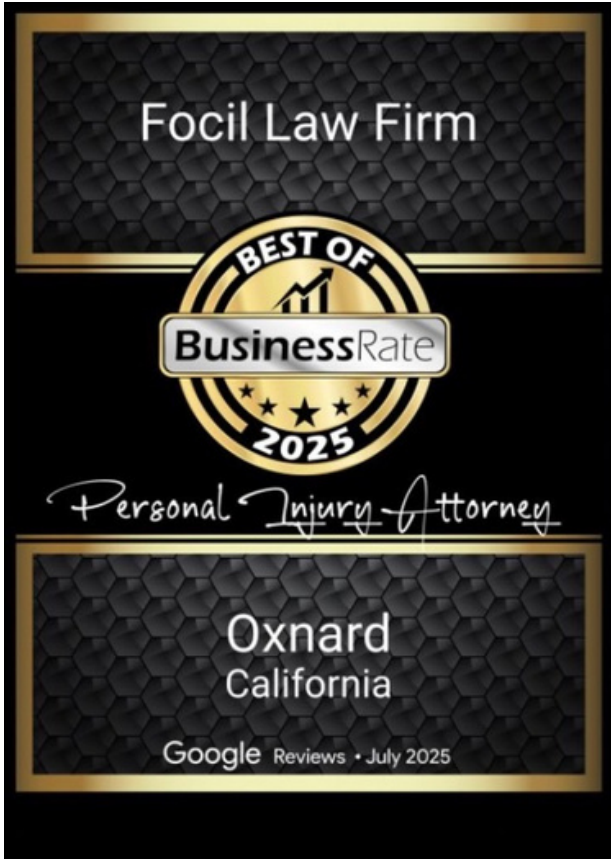 Focil Law Firm
BEST OF
BusinessRate
2025
Personal Injury Attorney
Oxnard
California
Google Reviews • July 2025